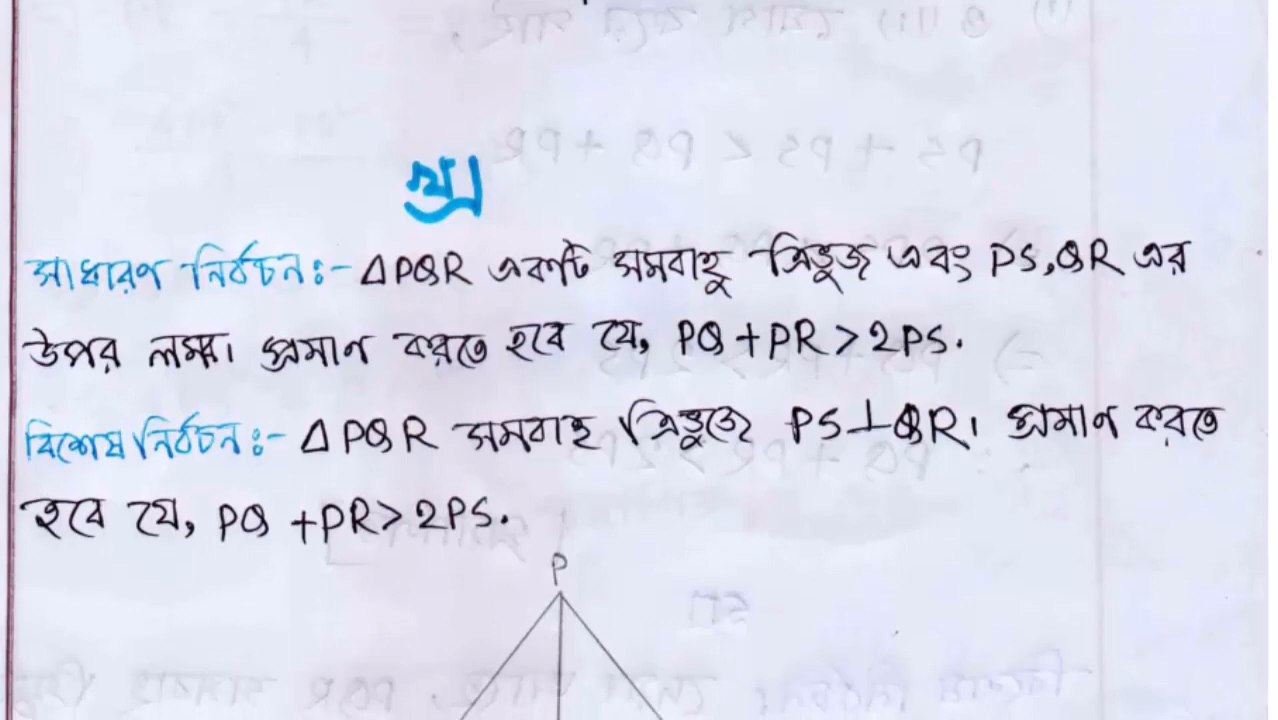 খ।
সাধারণ নির্বচনঃ- ΔPQR একটি সমবাহু ত্রিভুজ এবং PS, QR এর
উপর লম্ব। প্রমাণ করতে হবে যে, PQ + PR > 2PS.
বিশেষ নির্বচনঃ- Δ PQR সমবাহু ত্রিভুজে PS⊥QR। প্রমাণ করতে
হবে যে, PQ + PR > 2PS.
P